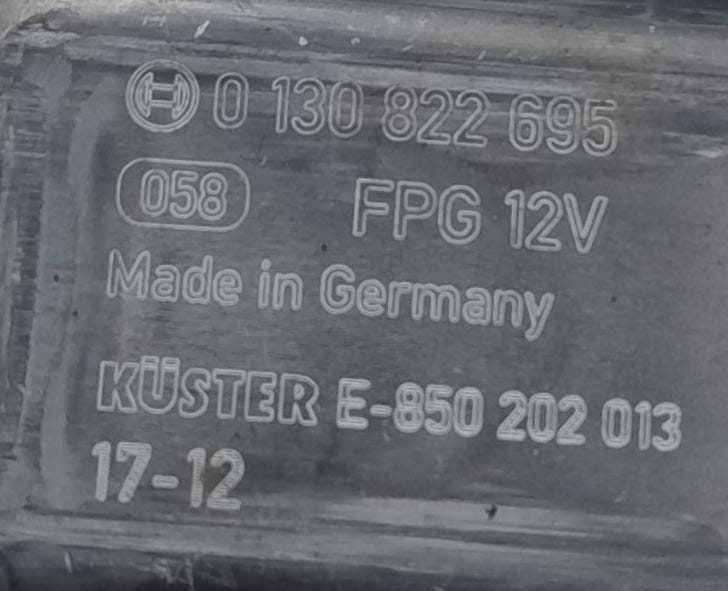 0 130 822 695
058 FPG 12V
Made in Germany
KÜSTER E-850 202 013
17-12